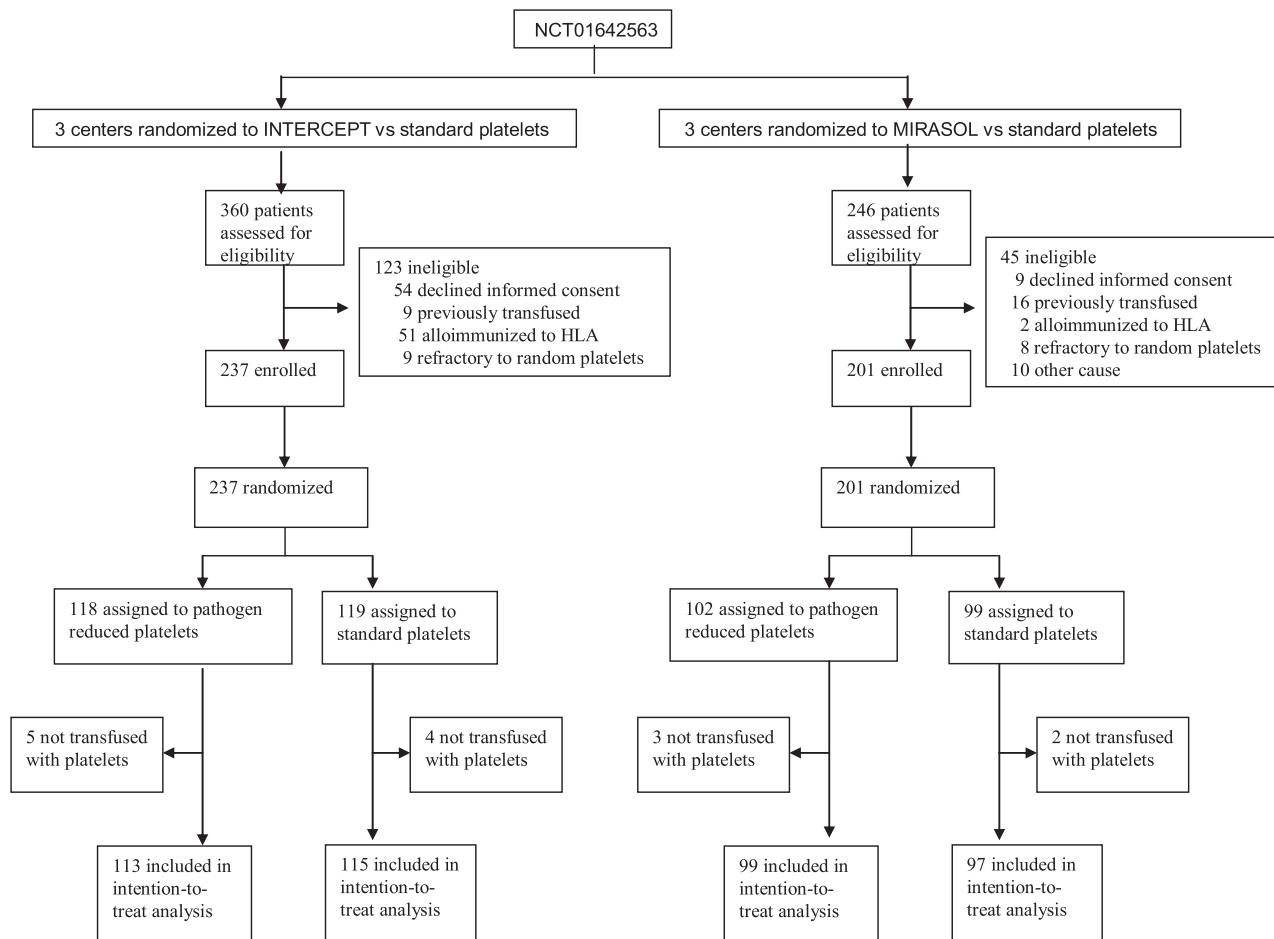 NCT01642563
3 centers randomized to INTERCEPT vs standard platelets
3 centers randomized to MIRASOL vs standard platelets
360 patients
assessed for
eligibility
123 ineligible
54 declined informed consent
9 previously transfused
51 alloimmunized to HLA
9 refractory to random platelets
237 enrolled
237 randomized
118 assigned to pathogen
reduced platelets
119 assigned to
standard platelets
5 not transfused
with platelets
4 not transfused
with platelets
113 included in
intention-to-
treat analysis
115 included in
intention-to-
treat analysis
246 patients
assessed for
eligibility
45 ineligible
9 declined informed consent
16 previously transfused
2 alloimmunized to HLA
8 refractory to random platelets
10 other cause
201 enrolled
201 randomized
102 assigned to pathogen
reduced platelets
99 assigned to
standard platelets
3 not transfused
with platelets
2 not transfused
with platelets
99 included in
intention-to-
treat analysis
97 included in
intention-to-
treat analysis